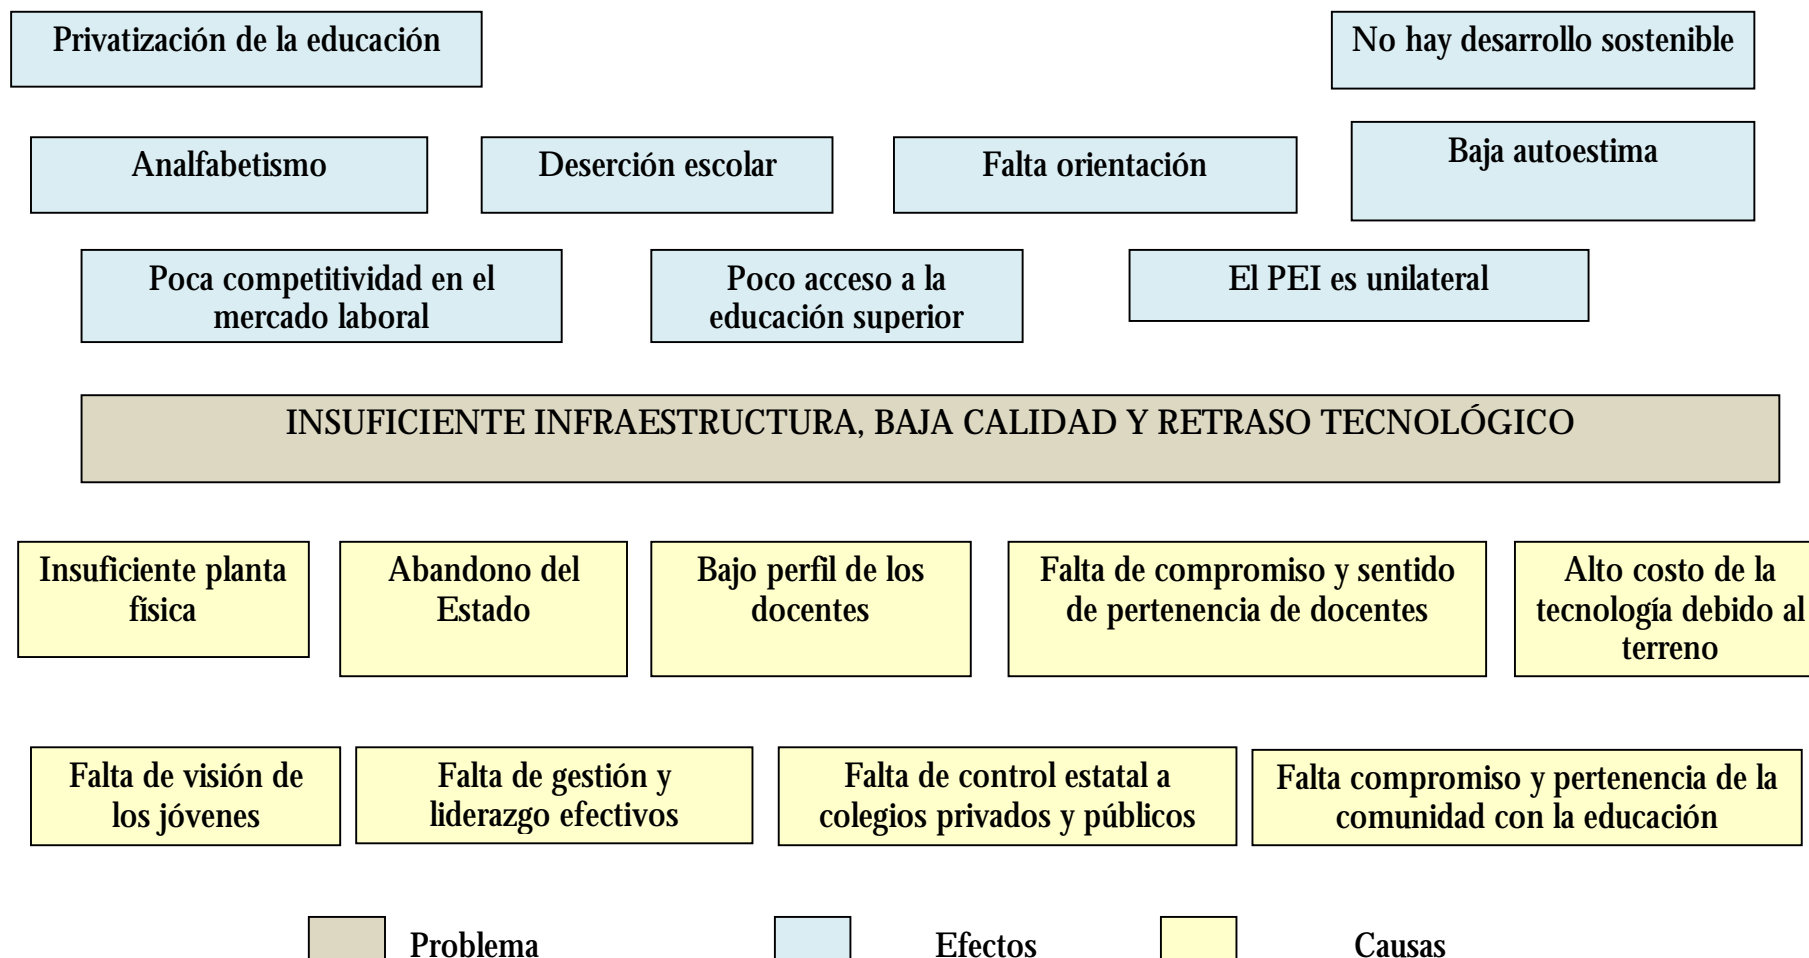 Privatización de la educación
No hay desarrollo sostenible
Analfabetismo
Deserción escolar
Falta orientación
Baja autoestima
Poca competitividad en el
mercado laboral
Poco acceso a la
educación superior
El PEI es unilateral
INSUFICIENTE INFRAESTRUCTURA, BAJA CALIDAD Y RETRASO TECNOLÓGICO
Insuficiente planta
física
Abandono del
Estado
Bajo perfil de los
docentes
Falta de compromiso y sentido
de pertenencia de docentes
Alto costo de la
tecnología debido al
terreno
Falta de visión de
los jóvenes
Falta de gestión y
liderazgo efectivos
Falta de control estatal a
colegios privados y públicos
Falta compromiso y pertenencia de la
comunidad con la educación
Problema
Efectos
Causas